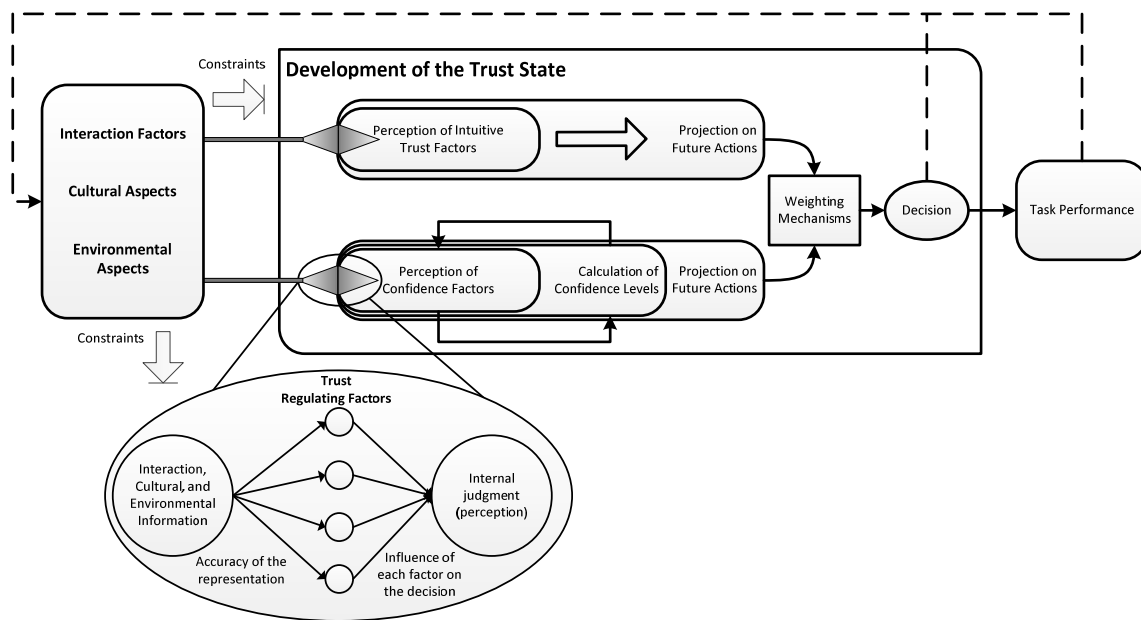 Constraints
Development of the Trust State
Interaction Factors
Cultural Aspects
Environmental
Aspects
Perception of Intuitive
Trust Factors
Projection on
Future Actions
Weighting
Mechanisms
Decision
Task Performance
Perception of
Confidence Factors
Calculation of
Confidence Levels
Projection on
Future Actions
Constraints
Trust
Regulating Factors
Interaction,
Cultural, and
Environmental
Information
Internal
judgment
(perception)
Accuracy of the
representation
Influence of
each factor on
the decision